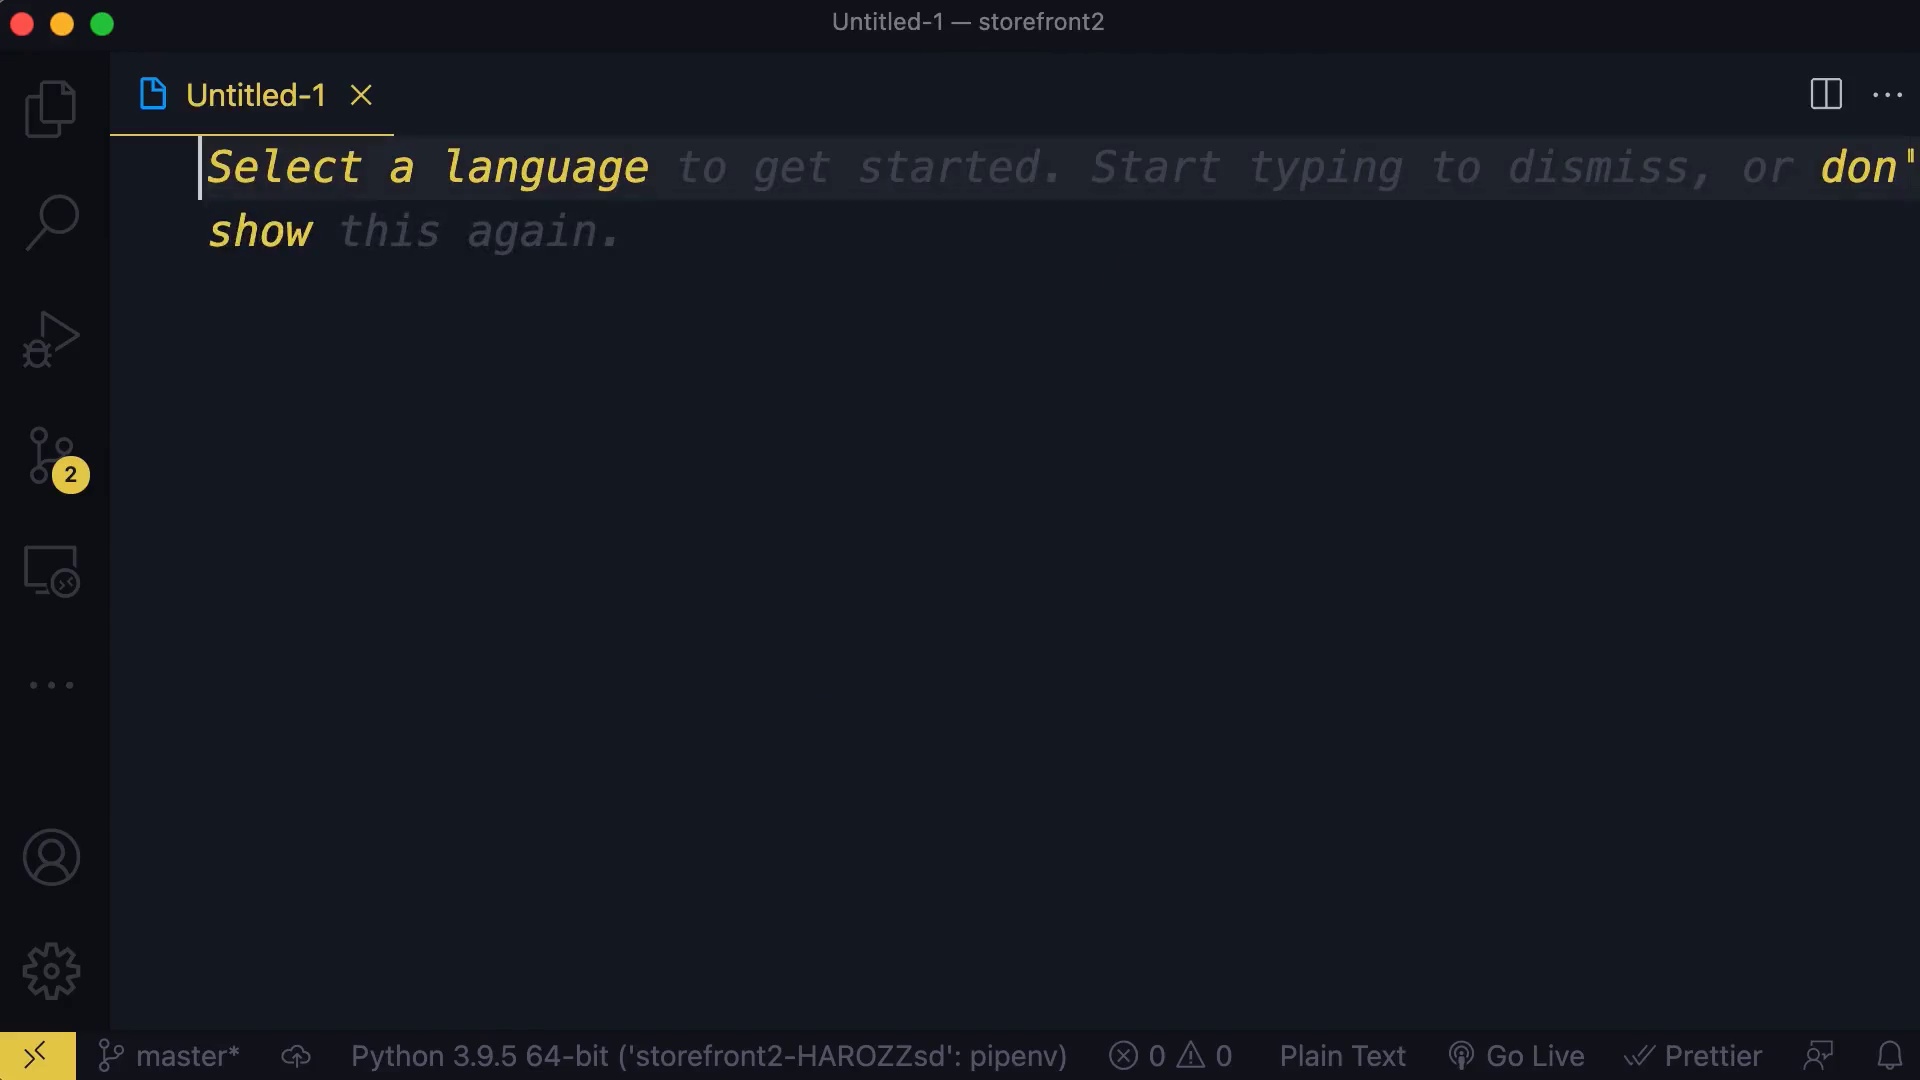 Untitled-1 — storefront2
Untitled-1
Select a language to get started. Start typing to dismiss, or don'
show this again.
2
master* Python 3.9.5 64-bit ('storefront2-HAROZZsd': pipenv) 0 0 Plain Text Go Live Prettier